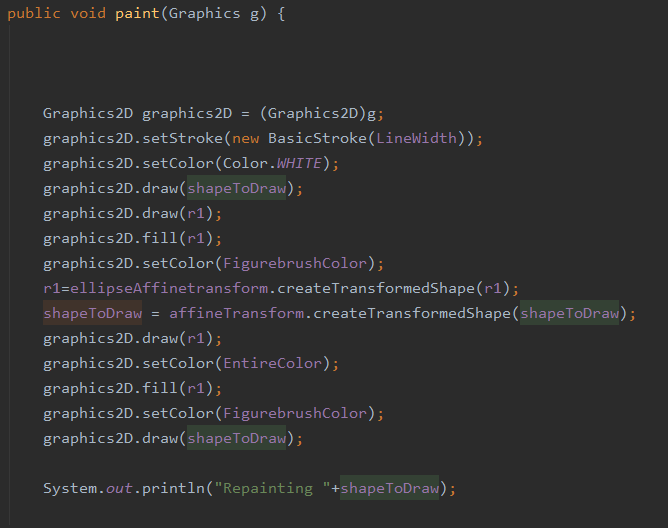 public void paint(Graphics g) {
Graphics2D graphics2D = (Graphics2D)g;
graphics2D.setStroke(new BasicStroke(LineWidth));
graphics2D.setColor(Color.WHITE);
graphics2D.draw(shapeToDraw);
graphics2D.draw(r1);
graphics2D.fill(r1);
graphics2D.setColor(FigurebrushColor);
r1=ellipseAffinetransform.createTransformedShape(r1);
shapeToDraw = affineTransform.createTransformedShape(shapeToDraw);
graphics2D.draw(r1);
graphics2D.setColor(EntireColor);
graphics2D.fill(r1);
graphics2D.setColor(FigurebrushColor);
graphics2D.draw(shapeToDraw);
System.out.println("Repainting "+shapeToDraw);